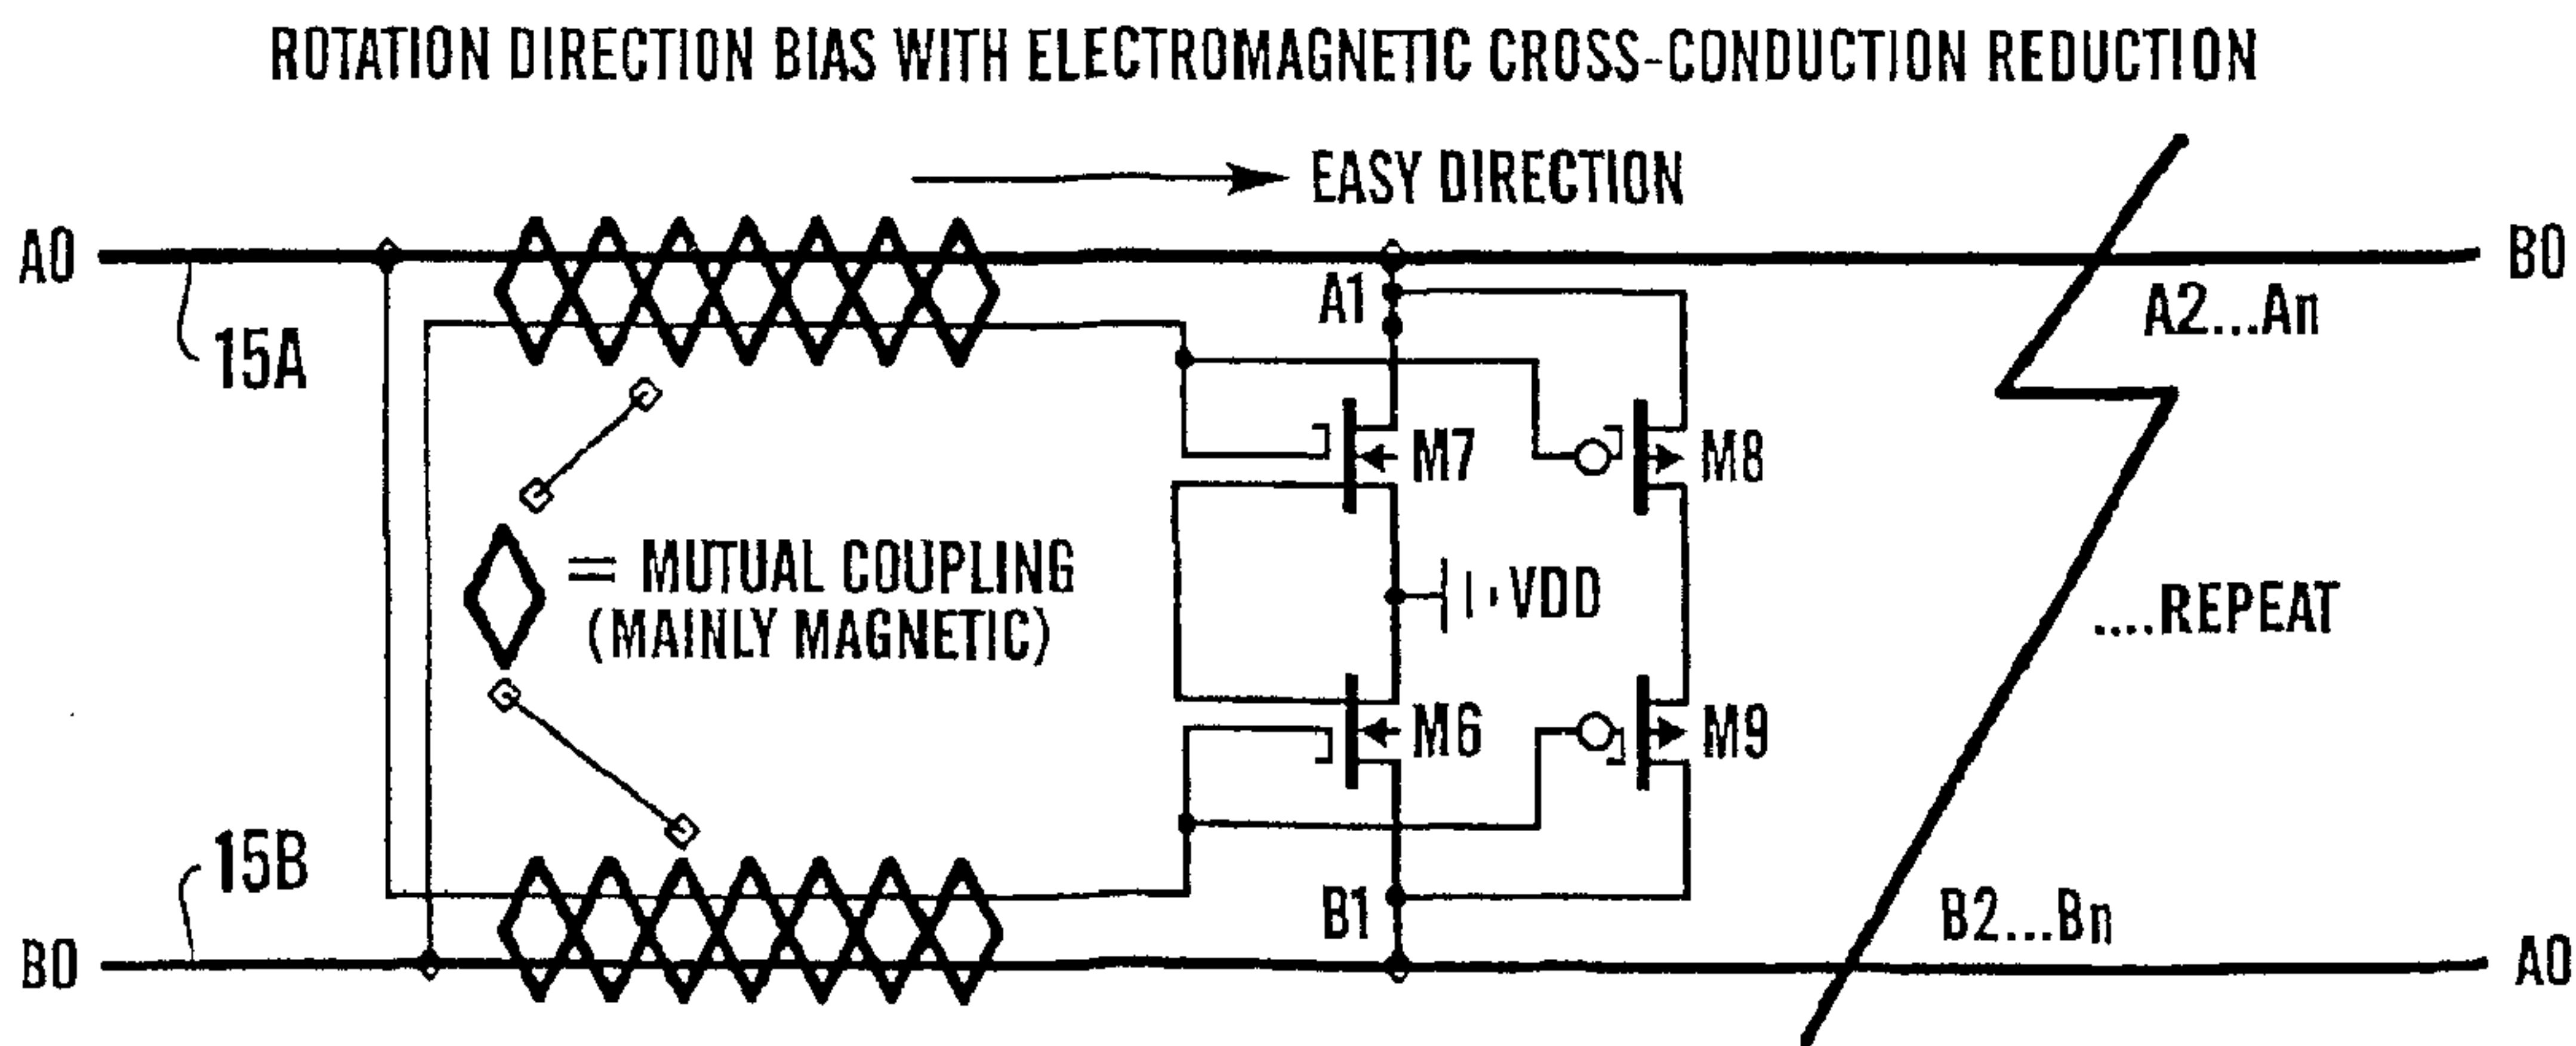 ROTATION DIRECTION BIAS WITH ELECTROMAGNETIC CROSS-CONDUCTION REDUCTION
EASY DIRECTION
A0
B0
15A
A1
A2...An
M7
M8
= MUTUAL COUPLING
(MAINLY MAGNETIC)
VDD
....REPEAT
M6
M9
15B
B1
B2...Bn
B0
A0